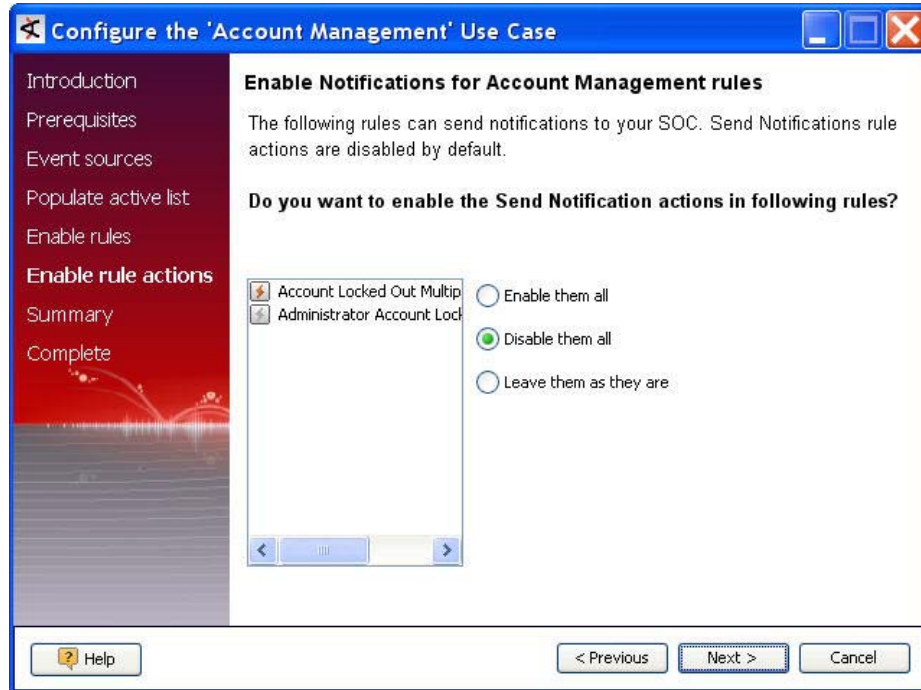 Configure the 'Account Management' Use Case
Introduction
Prerequisites
Event sources
Populate active list
Enable rules
Enable rule actions
Summary
Complete
Enable Notifications for Account Management rules
The following rules can send notifications to your SOC. Send Notifications rule
actions are disabled by default.
Do you want to enable the Send Notification actions in following rules?
Account Locked Out Multip
Administrator Account Lock
Enable them all
Disable them all
Leave them as they are
Help
< Previous
Next >
Cancel